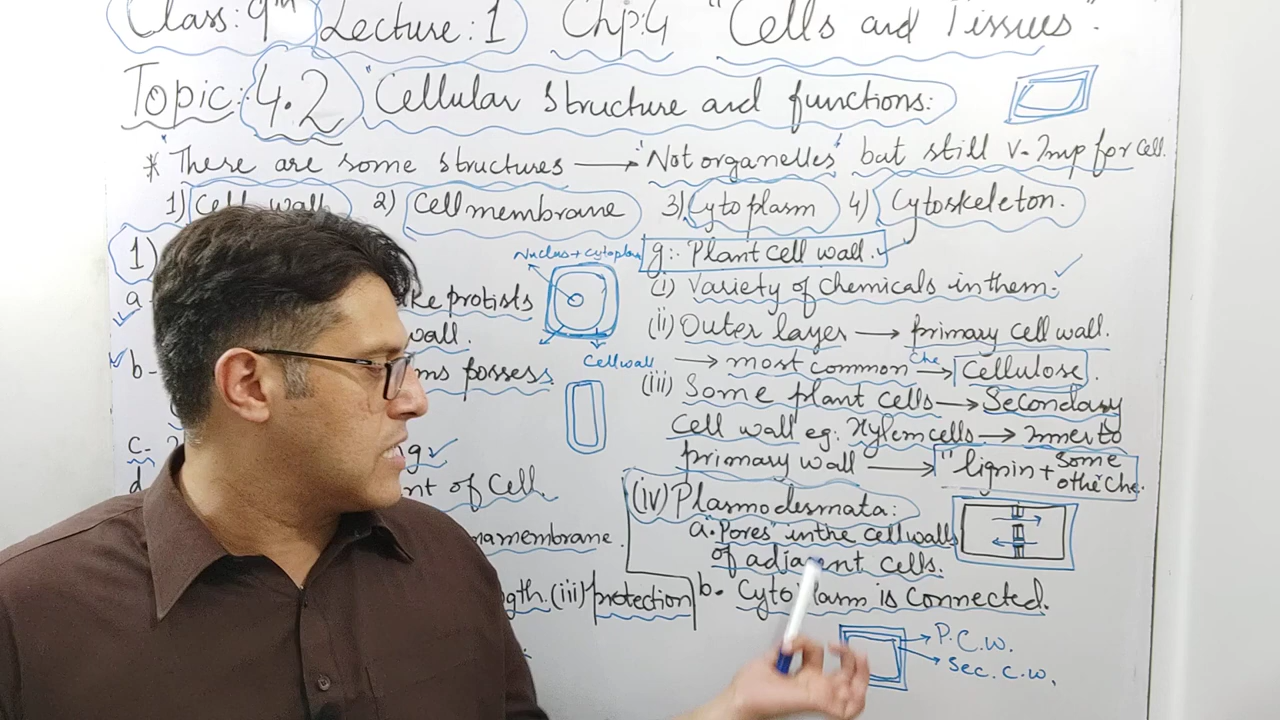 Class: 9th Lecture: 1 Chp: 4 "Cells and Tissues".
Topic: 4.2 "Cellular structure and functions:
* "There are some structures → "Not organelles" but still v. Imp for cell.
1) Cell wall 2) Cell membrane 3) Cytoplasm 4) Cytoskeleton.
1)
a
ke protists
wall.
b-
ms possess.
c-
g
d
nt of Cell.
namembrane.
gth. (iii) protection
Nucleus + Cytoplasm
Cell wall
g:- Plant cell wall.
(i) Variety of chemicals in them.
(ii) Outer layer → primary cell wall.
→ most common Che → Cellulose.
(iii) Some plant cells → Secondary
Cell wall eg: Xylem cells → Inner to
primary wall → "lignin + Some
othe Che.
(iv) Plasmodesmata:
a. "Pores" in the cell walls
of adjacent cells.
b. Cytoplasm is Connected.
P.C.W.
Sec. C.W.